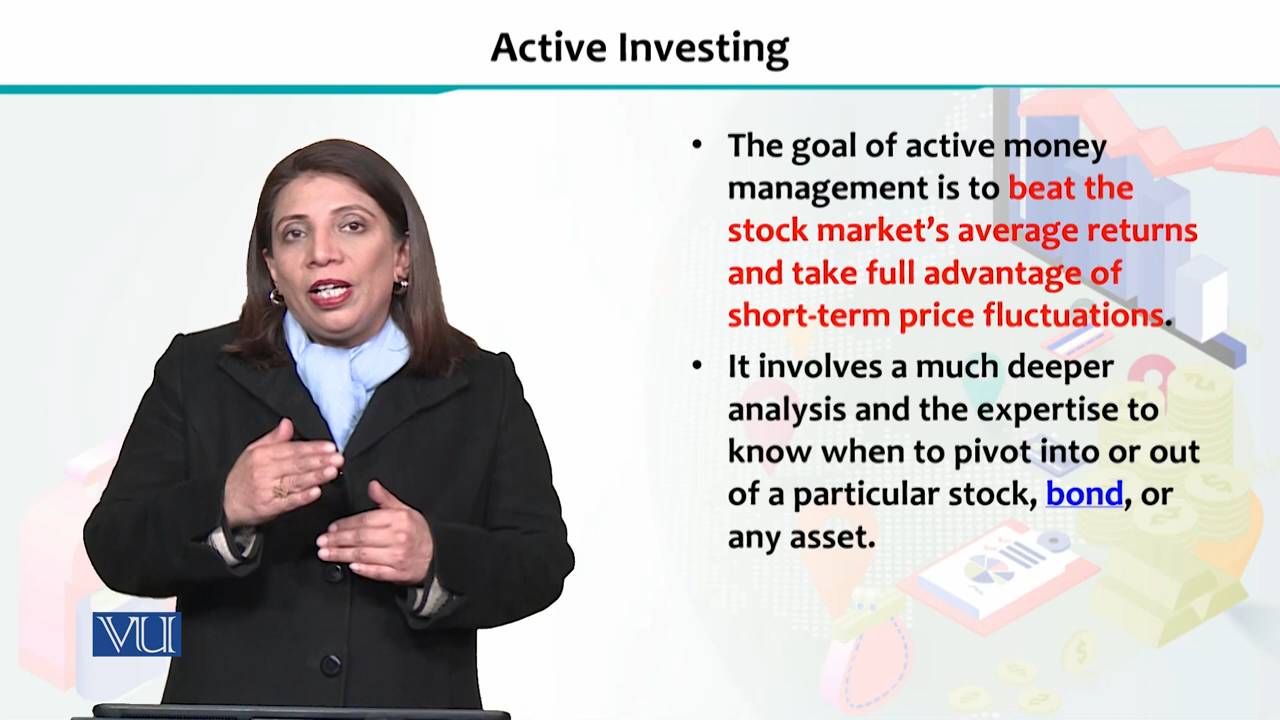 Active Investing
• The goal of active money
management is to beat the
stock market's average returns
and take full advantage of
short-term price fluctuations.
• It involves a much deeper
analysis and the expertise to
know when to pivot into or out
of a particular stock, bond, or
any asset.
VU